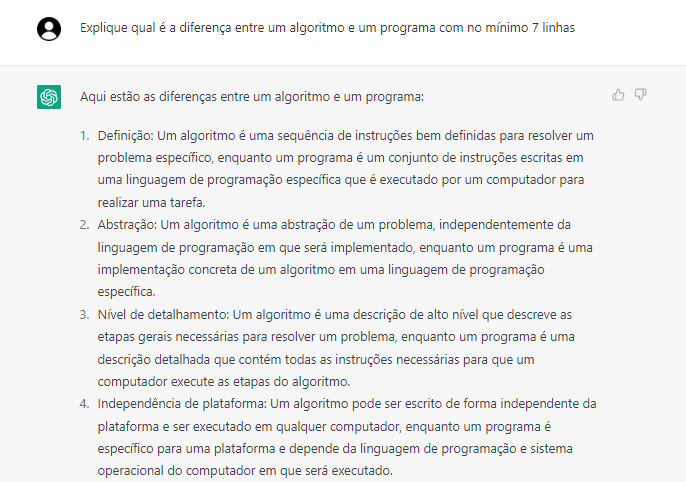 Explique qual é a diferença entre um algoritmo e um programa com no mínimo 7 linhas
Aqui estão as diferenças entre um algoritmo e um programa:
1. Definição: Um algoritmo é uma sequência de instruções bem definidas para resolver um
problema específico, enquanto um programa é um conjunto de instruções escritas em
uma linguagem de programação específica que é executado por um computador para
realizar uma tarefa.
2. Abstração: Um algoritmo é uma abstração de um problema, independentemente da
linguagem de programação em que será implementado, enquanto um programa é uma
implementação concreta de um algoritmo em uma linguagem de programação
específica.
3. Nível de detalhamento: Um algoritmo é uma descrição de alto nível que descreve as
etapas gerais necessárias para resolver um problema, enquanto um programa é uma
descrição detalhada que contém todas as instruções necessárias para que um
computador execute as etapas do algoritmo.
4. Independência de plataforma: Um algoritmo pode ser escrito de forma independente da
plataforma e ser executado em qualquer computador, enquanto um programa é
específico para uma plataforma e depende da linguagem de programação e sistema
operacional do computador em que será executado.